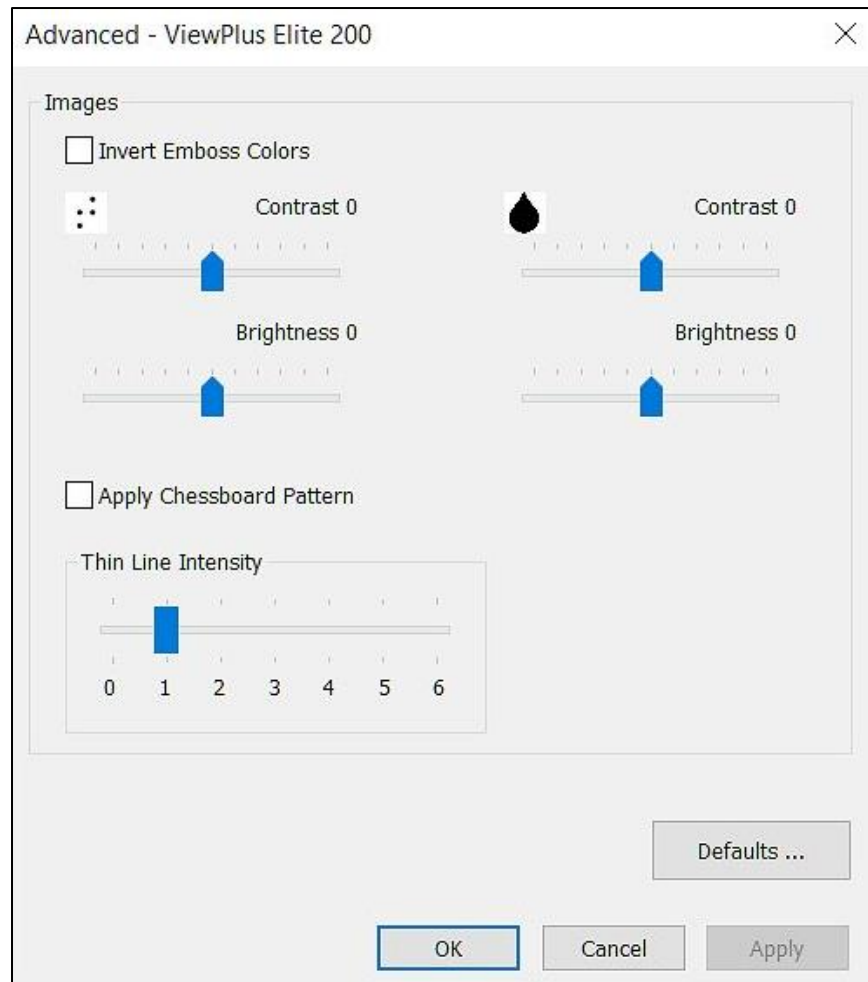 Advanced - ViewPlus Elite 200
Images
Invert Emboss Colors
Contrast 0 Contrast 0
Brightness 0 Brightness 0
Apply Chessboard Pattern
Thin Line Intensity
0 1 2 3 4 5 6
Defaults ...
OK Cancel Apply